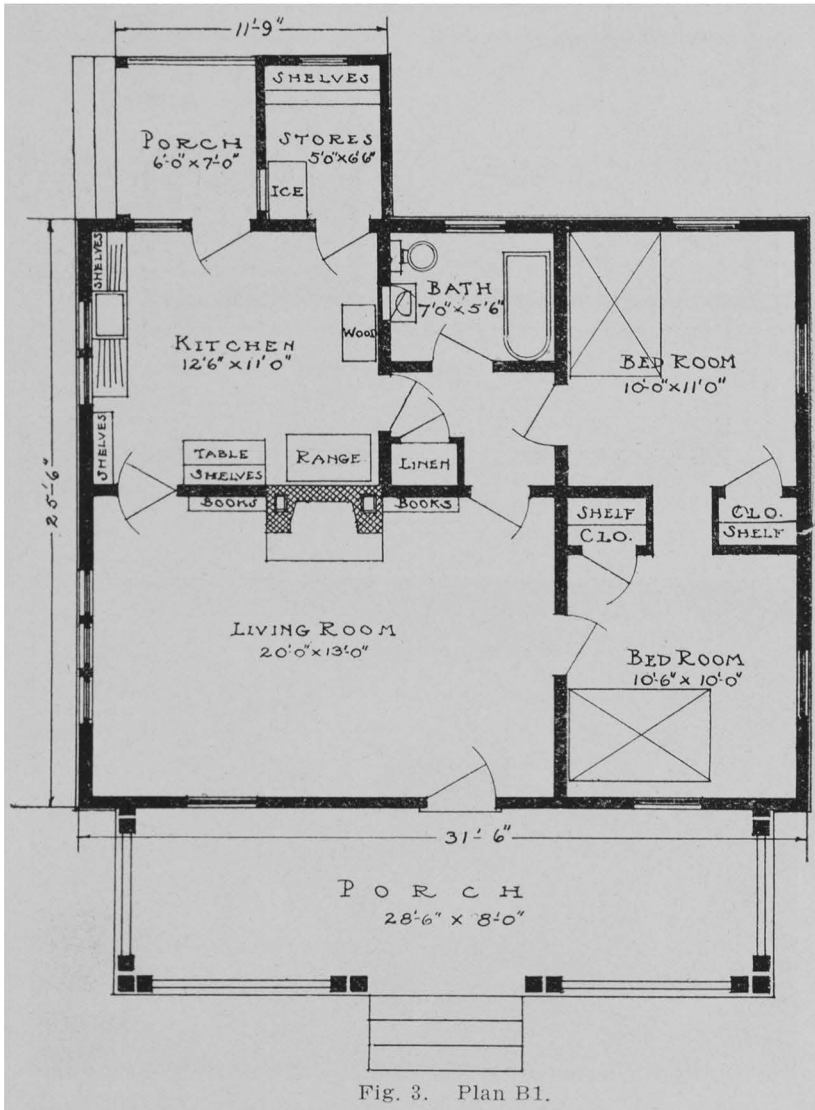 11'-9"
SHELVES
PORCH
6'-0" x 7'-0"
STORES
5'0" x 6'6"
ICE
SHELVES
BATH
7'0" x 5'6"
WOOD
KITCHEN
12'6" x 11'0"
BED ROOM
10'-0" x 11'0"
SHELVES
TABLE
SHELVES
RANGE
LINEN
25'-6"
BOOKS
BOOKS
SHELF
CLO.
CLO.
SHELF
LIVING ROOM
20'0" x 13'-0"
BED ROOM
10'-6" x 10'-0"
31'-6"
PORCH
28'-6" x 8'-0"
Fig. 3. Plan B1.